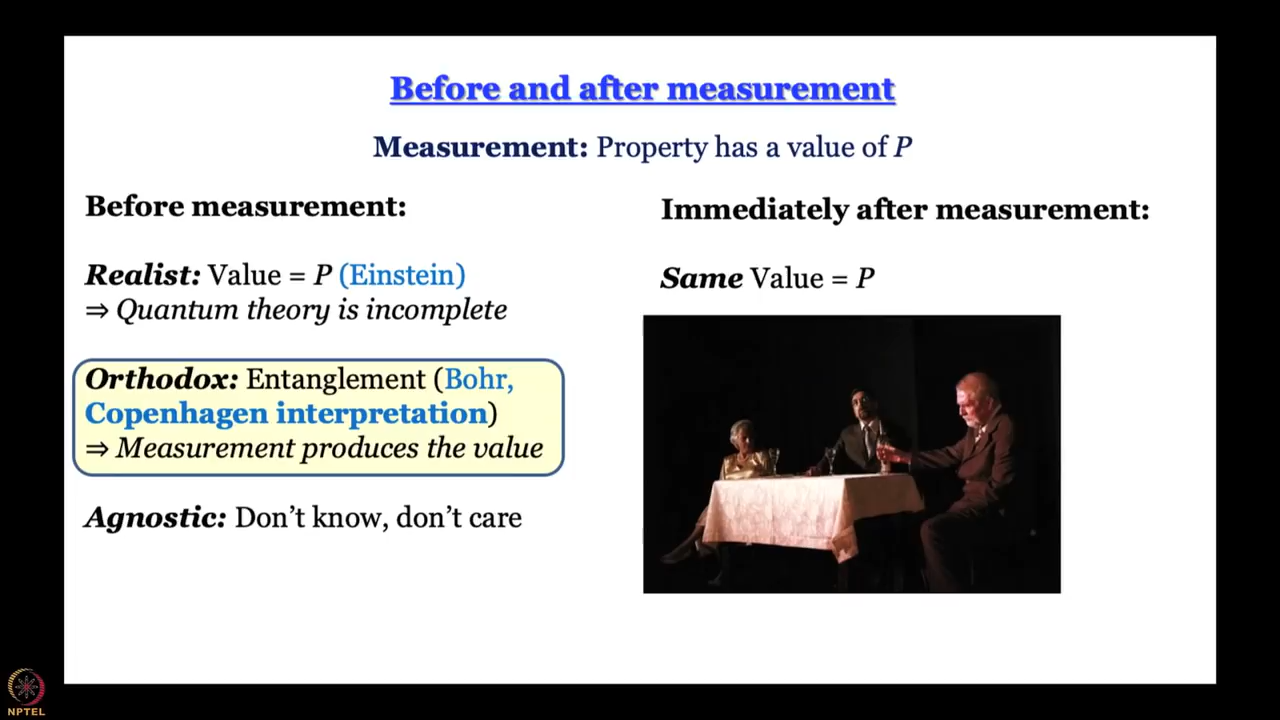 Before and after measurement
Measurement: Property has a value of P
Before measurement:
Realist: Value = P (Einstein)
⇒ Quantum theory is incomplete
Orthodox: Entanglement (Bohr,
Copenhagen interpretation)
⇒ Measurement produces the value
Agnostic: Don’t know, don’t care
Immediately after measurement:
Same Value = P
NPTEL